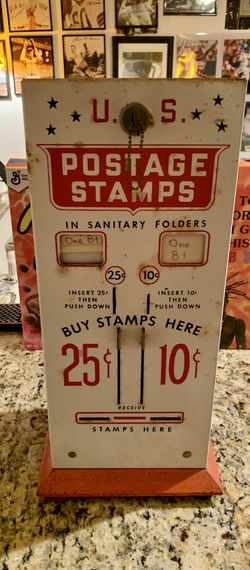 U. S.
POSTAGE
STAMPS
IN SANITARY FOLDERS
One 8¢
One
8¢
25¢ 10¢
INSERT 25¢
THEN
PUSH DOWN
INSERT 10¢
THEN
PUSH DOWN
BUY STAMPS HERE
25¢ 10¢
RECEIVE
STAMPS HERE